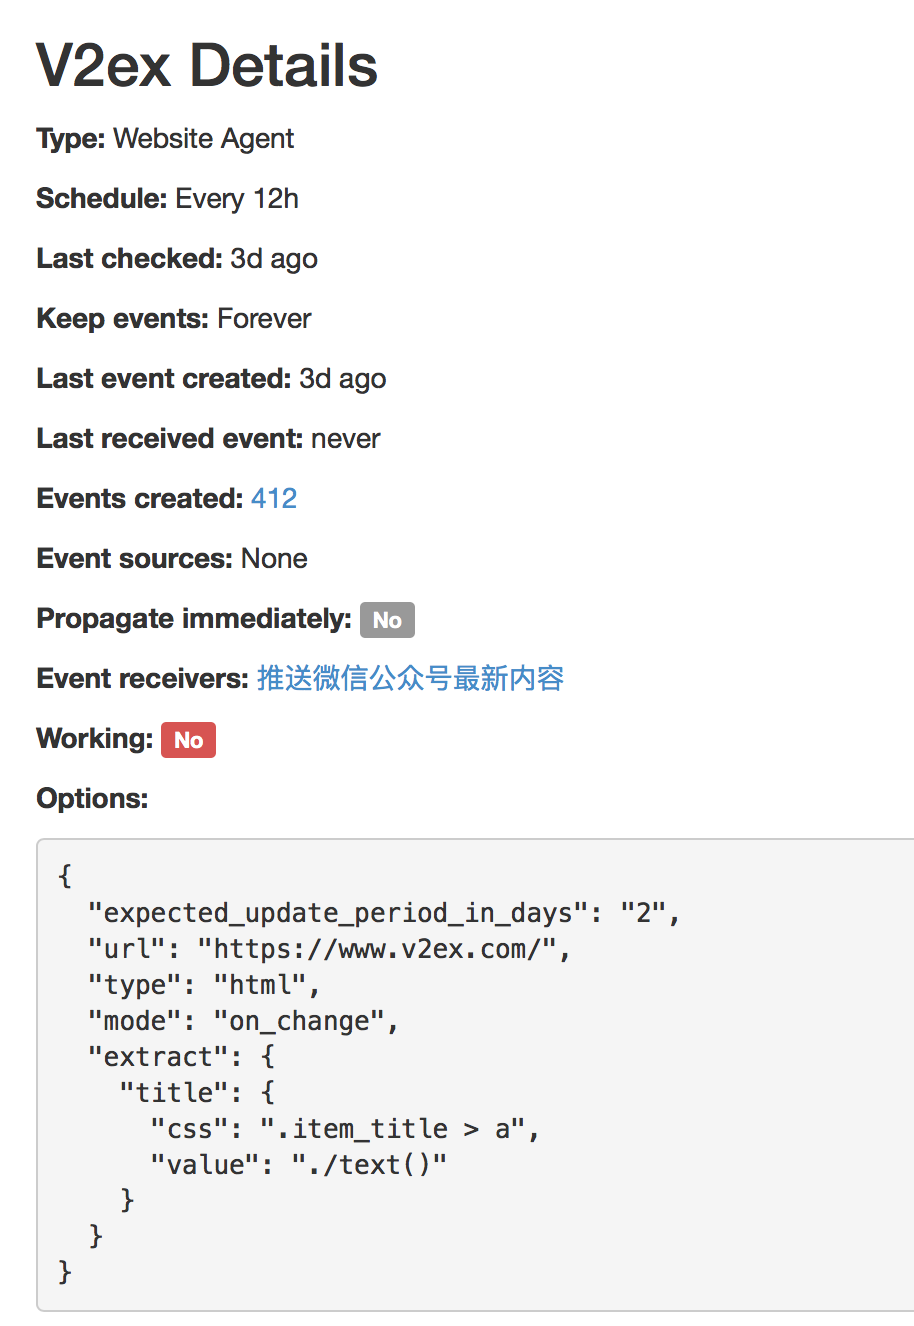 V2ex Details
Type: Website Agent
Schedule: Every 12h
Last checked: 3d ago
Keep events: Forever
Last event created: 3d ago
Last received event: never
Events created: 412
Event sources: None
Propagate immediately: No
Event receivers: 推送微信公众号最新内容
Working: No
Options:
{
  "expected_update_period_in_days": "2",
  "url": "https://www.v2ex.com/",
  "type": "html",
  "mode": "on_change",
  "extract": {
    "title": {
      "css": ".item_title > a",
      "value": "./text()"
    }
  }
}